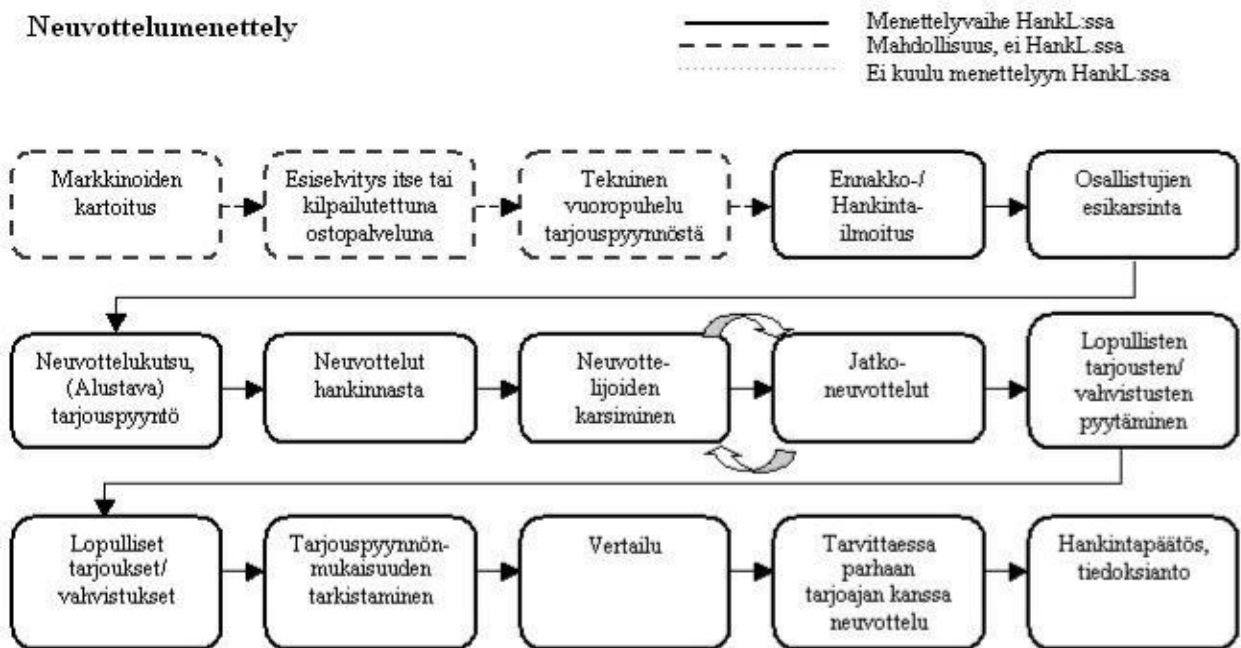 Neuvottelumenettely
Menettelyvaihe HankL:ssa
Mahdollisuus, ei HankL.ssa
Ei kuulu menettelyyn HankL:ssa
Markkinoiden
kartoitus
Esiselvitys itse tai
kilpailutettuna
ostopalveluna
Tekninen
vuoropuhelu
tarjouspyynnöstä
Ennakko-/
Hankinta-
ilmoitus
Osallistujien
esikarsinta
Neuvottelukutsu,
(Alustava)
tarjouspyyntö
Neuvottelut
hankinnasta
Neuvotte-
lijoiden
karsiminen
Jatko-
neuvottelut
Lopullisten
tarjousten/
vahvistusten
pyytäminen
Lopulliset
tarjoukset/
vahvistukset
Tarjouspyynnön-
mukaisuuden
tarkistaminen
Vertailu
Tarvittaessa
parhaan
tarjoajan kanssa
neuvottelu
Hankintapäätös,
tiedoksianto